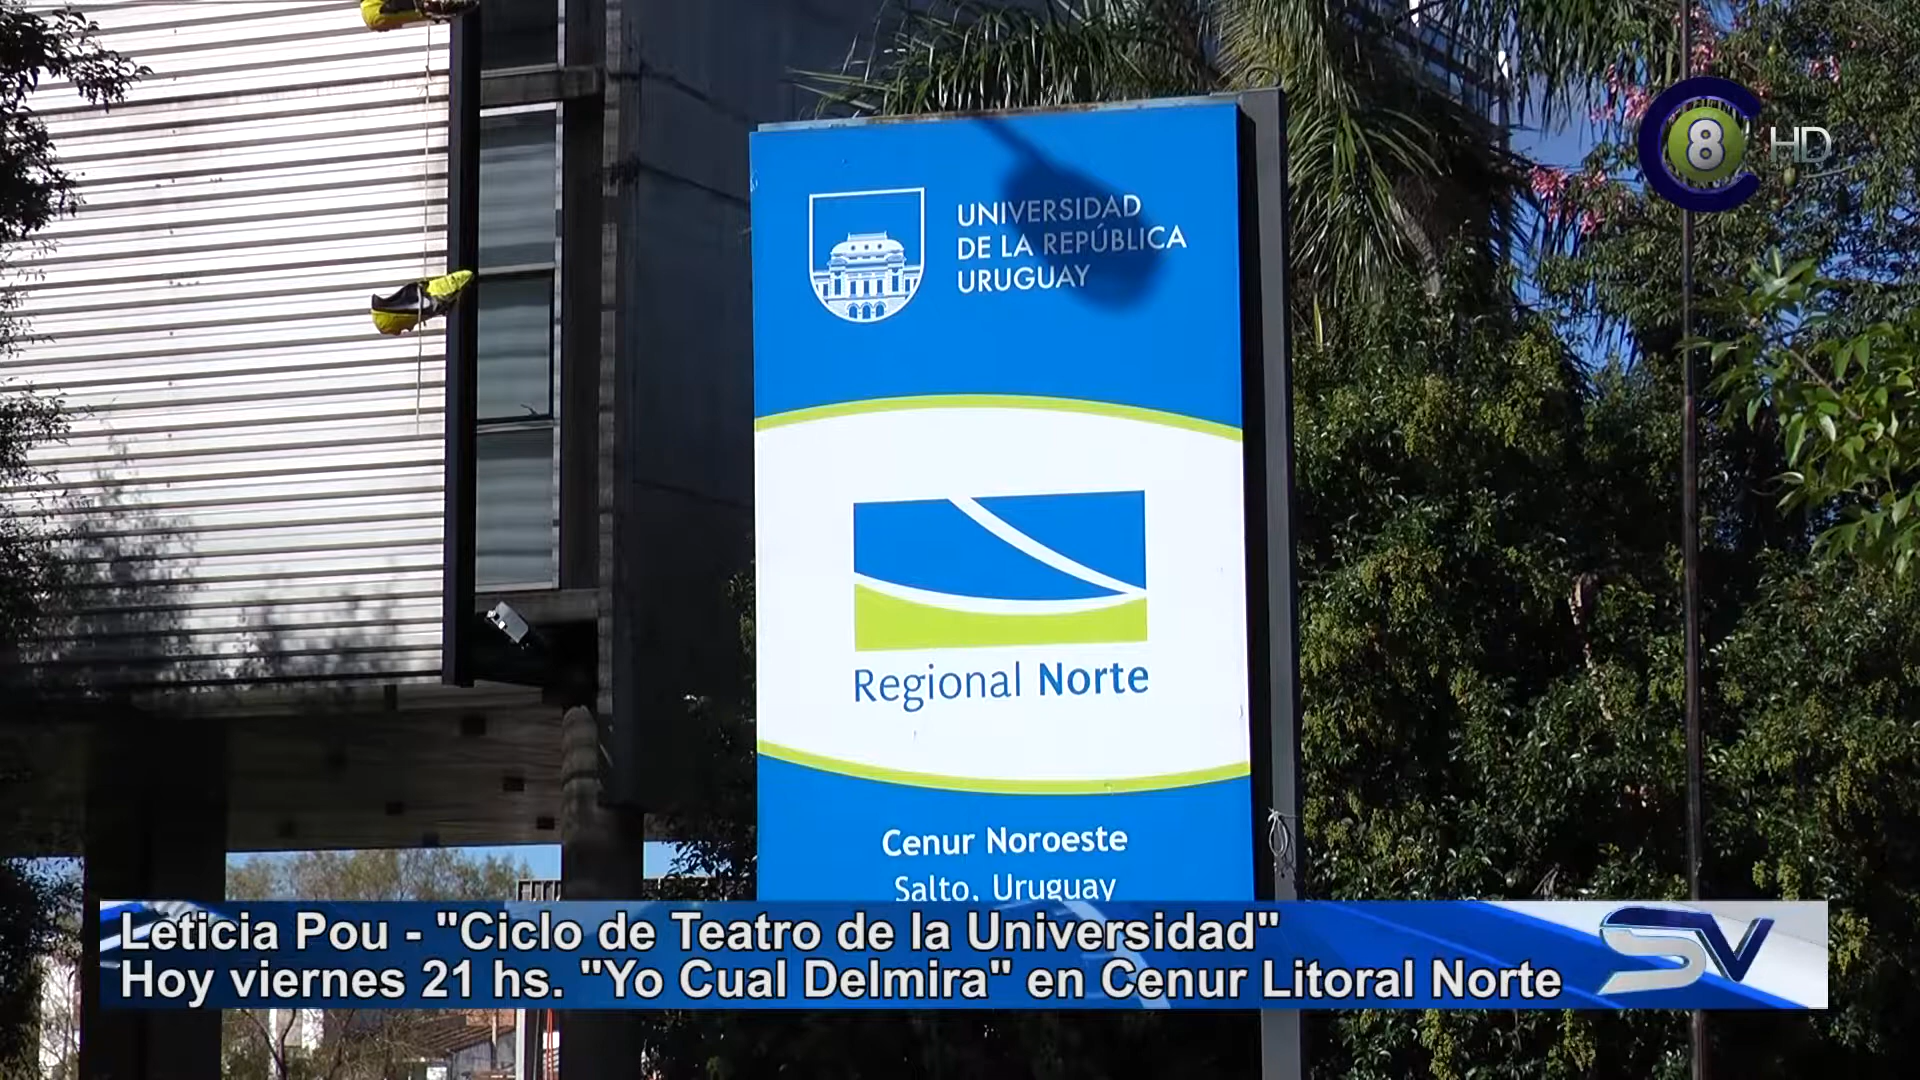 8 HD
UNIVERSIDAD
DE LA REPÚBLICA
URUGUAY
Regional Norte
Cenur Noroeste
Salto, Uruguay
Leticia Pou - "Ciclo de Teatro de la Universidad"
Hoy viernes 21 hs. "Yo Cual Delmira" en Cenur Litoral Norte
SV